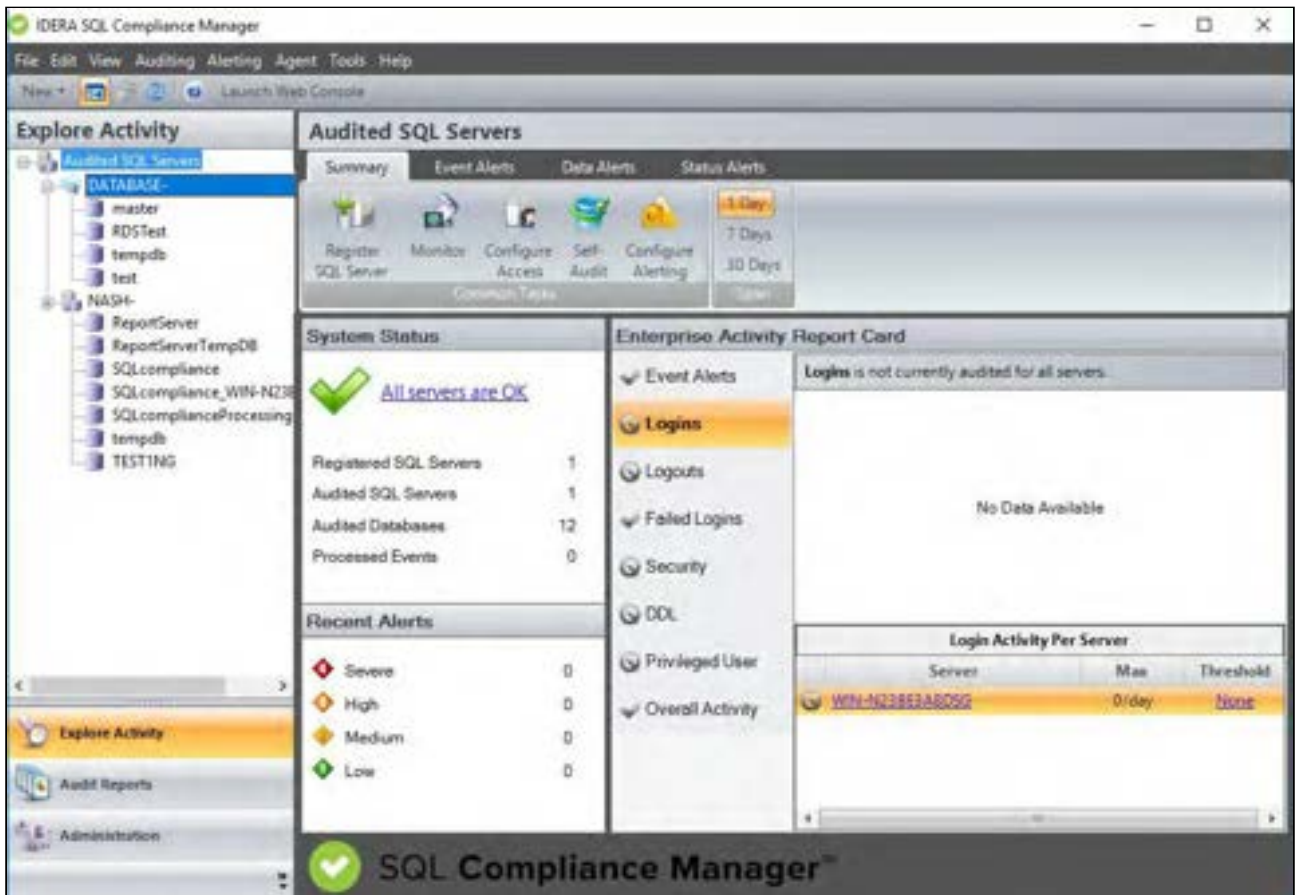 IDERA SQL Compliance Manager
File Edit View Auditing Alerting Agent Tools Help
New Launch Web Console
Explore Activity
Audited SQL Servers
DATABASE-
master
RDSTest
tempdb
test
NASH-
ReportServer
ReportServerTempDB
SQLcompliance
SQLcompliance_WIN-N23B
SQLcomplianceProcessing
tempdb
TEST1NG
Explore Activity
Audit Reports
Administration
Audited SQL Servers
Summary Event Alerts Data Alerts Status Alerts
Register SQL Server
Monitor
Configure Access
Self-Audit
Configure Alerting
Common Tasks
1 Day
7 Days
30 Days
Span
System Status
All servers are OK
Registered SQL Servers 1
Audited SQL Servers 1
Audited Databases 12
Processed Events 0
Recent Alerts
Severe 0
High 0
Medium 0
Low 0
Enterprise Activity Report Card
Event Alerts
Logins
Logouts
Failed Logins
Security
DDL
Privileged User
Overall Activity
Logins is not currently audited for all servers.
No Data Available
Login Activity Per Server
Server Max Threshold
WIN-N23BE3A8DSG 0/day None
SQL Compliance Manager™